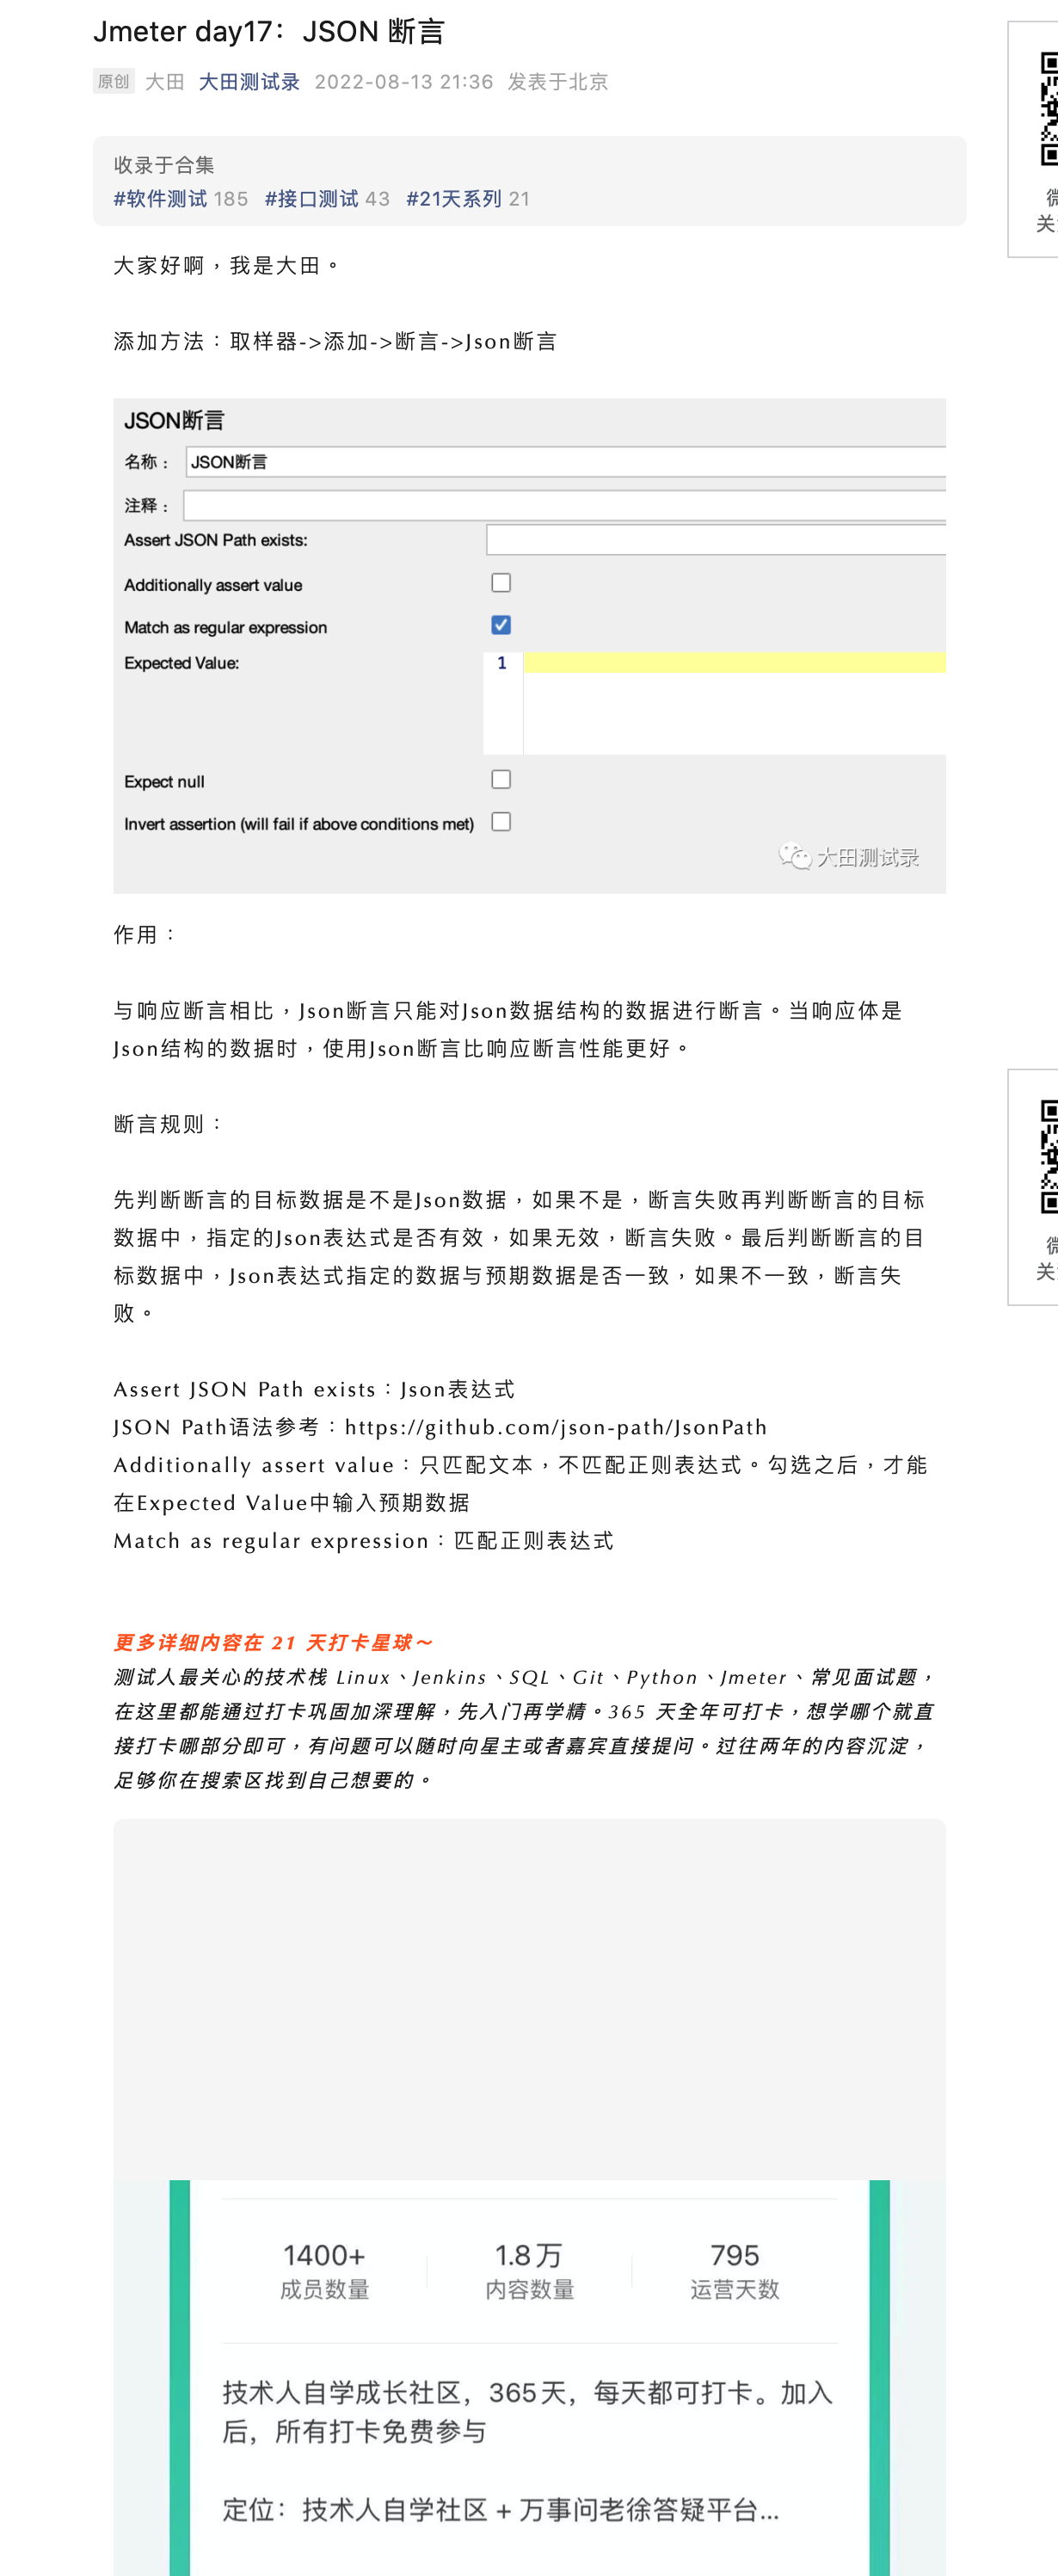 Jmeter day17：JSON 断言
原创 大田 大田测试录 2022-08-13 21:36 发表于北京
收录于合集
#软件测试 185 #接口测试 43 #21天系列 21
大家好啊，我是大田。
添加方法：取样器->添加->断言->Json断言
JSON断言
名称： JSON断言
注释：
Assert JSON Path exists:
Additionally assert value
Match as regular expression
Expected Value: 1
Expect null
Invert assertion (will fail if above conditions met)
大田测试录
作用：
与响应断言相比，Json断言只能对Json数据结构的数据进行断言。当响应体是
Json结构的数据时，使用Json断言比响应断言性能更好。
断言规则：
先判断断言的目标数据是不是Json数据，如果不是，断言失败再判断断言的目标
数据中，指定的Json表达式是否有效，如果无效，断言失败。最后判断断言的目
标数据中，Json表达式指定的数据与预期数据是否一致，如果不一致，断言失
败。
Assert JSON Path exists：Json表达式
JSON Path语法参考：https://github.com/json-path/JsonPath
Additionally assert value：只匹配文本，不匹配正则表达式。勾选之后，才能
在Expected Value中输入预期数据
Match as regular expression：匹配正则表达式
更多详细内容在 21 天打卡星球～
测试人最关心的技术栈 Linux、Jenkins、SQL、Git、Python、Jmeter、常见面试题，
在这里都能通过打卡巩固加深理解，先入门再学精。365 天全年可打卡，想学哪个就直
接打卡哪部分即可，有问题可以随时向星主或者嘉宾直接提问。过往两年的内容沉淀，
足够你在搜索区找到自己想要的。
1400+ 1.8万 795
成员数量 内容数量 运营天数
技术人自学成长社区，365天，每天都可打卡。加入
后，所有打卡免费参与
定位：技术人自学社区 + 万事问老徐答疑平台...